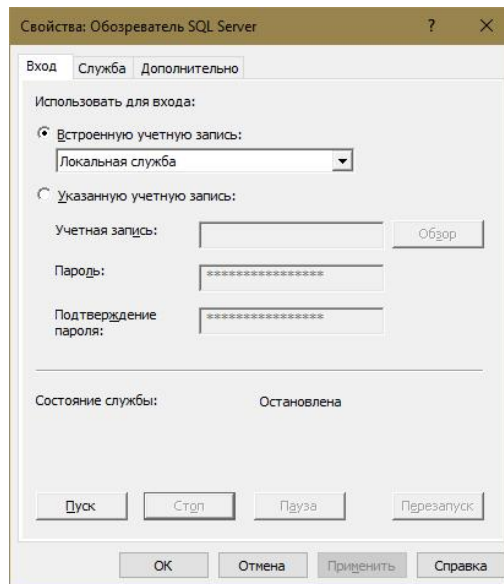 Свойства: Обозреватель SQL Server ? ×
Вход Служба Дополнительно
Использовать для входа:
Встроенную учетную запись:
Локальная служба
Указанную учетную запись:
Учетная запись: Обзор
Пароль: ****************
Подтверждение
пароля: ****************
Состояние службы: Остановлена
Пуск Стоп Пауза Перезапуск
ОК Отмена Применить Справка